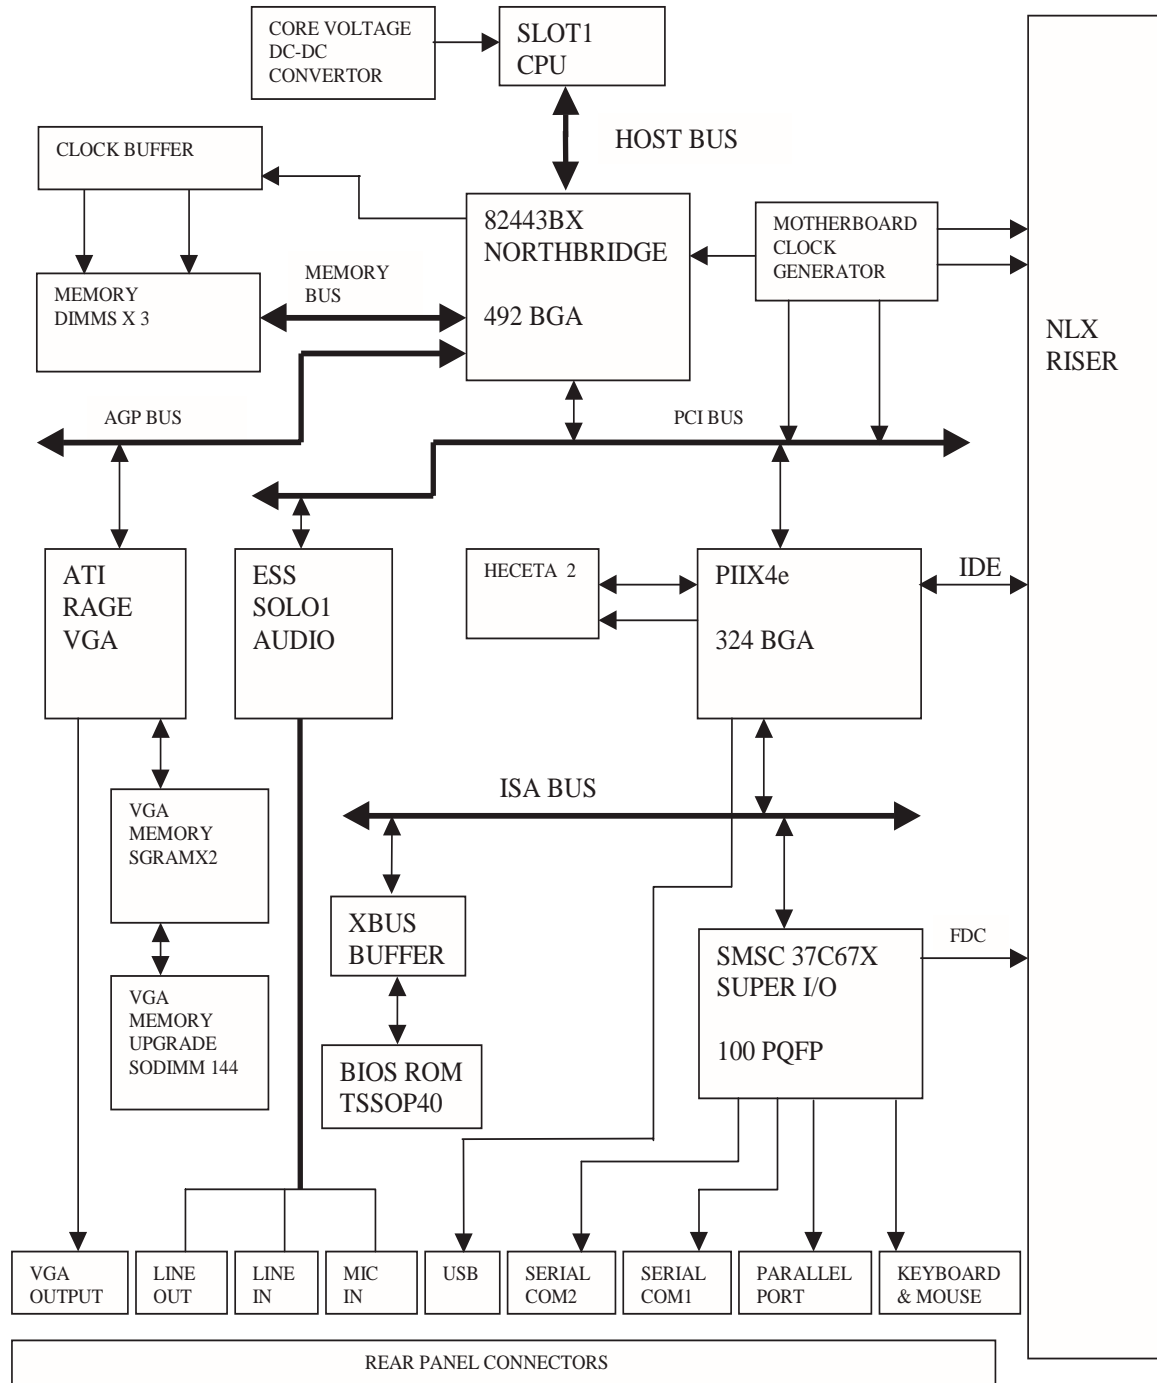 CORE VOLTAGE
DC-DC
CONVERTOR
SLOT1
CPU
HOST BUS
CLOCK BUFFER
82443BX
NORTHBRIDGE
492 BGA
MOTHERBOARD
CLOCK
GENERATOR
MEMORY
BUS
MEMORY
DIMMS X 3
NLX
RISER
AGP BUS
PCI BUS
ATI
RAGE
VGA
ESS
SOLO1
AUDIO
HECETA 2
PIIX4e
324 BGA
IDE
ISA BUS
VGA
MEMORY
SGRAMX2
XBUS
BUFFER
SMSC 37C67X
SUPER I/O
100 PQFP
FDC
VGA
MEMORY
UPGRADE
SODIMM 144
BIOS ROM
TSSOP40
VGA
OUTPUT
LINE
OUT
LINE
IN
MIC
IN
USB
SERIAL
COM2
SERIAL
COM1
PARALLEL
PORT
KEYBOARD
& MOUSE
REAR PANEL CONNECTORS